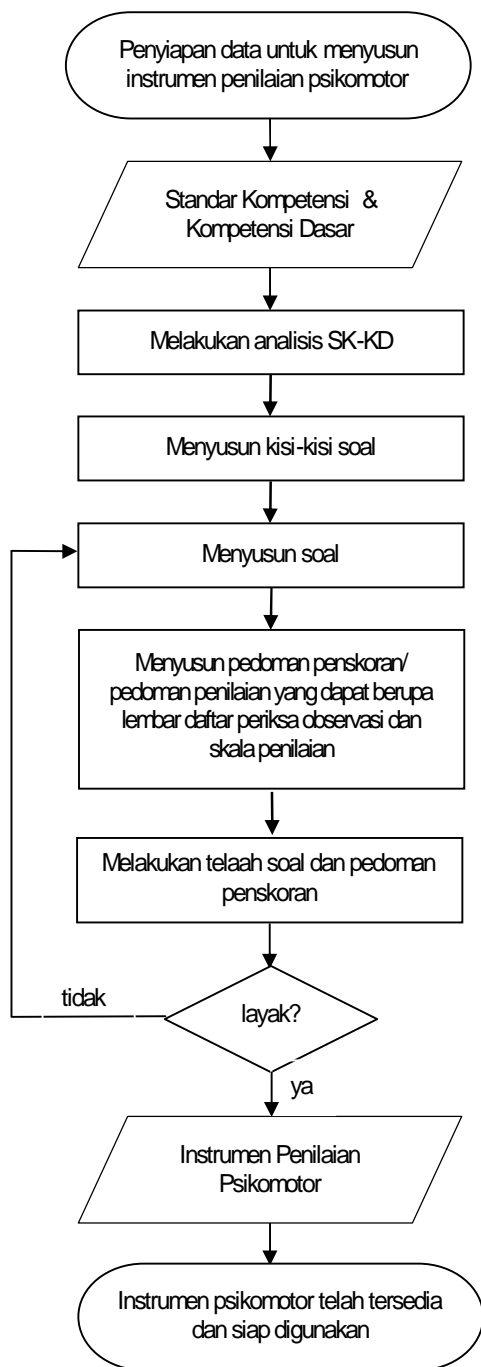 Penyiapan data untuk menyusun
instrumen penilaian psikomotor
Standar Kompetensi &
Kompetensi Dasar
Melakukan analisis SK-KD
Menyusun kisi-kisi soal
Menyusun soal
Menyusun pedoman penskoran/
pedoman penilaian yang dapat berupa
lembar daftar periksa observasi dan
skala penilaian
Melakukan telaah soal dan pedoman
penskoran
tidak
layak?
ya
Instrumen Penilaian
Psikomotor
Instrumen psikomotor telah tersedia
dan siap digunakan